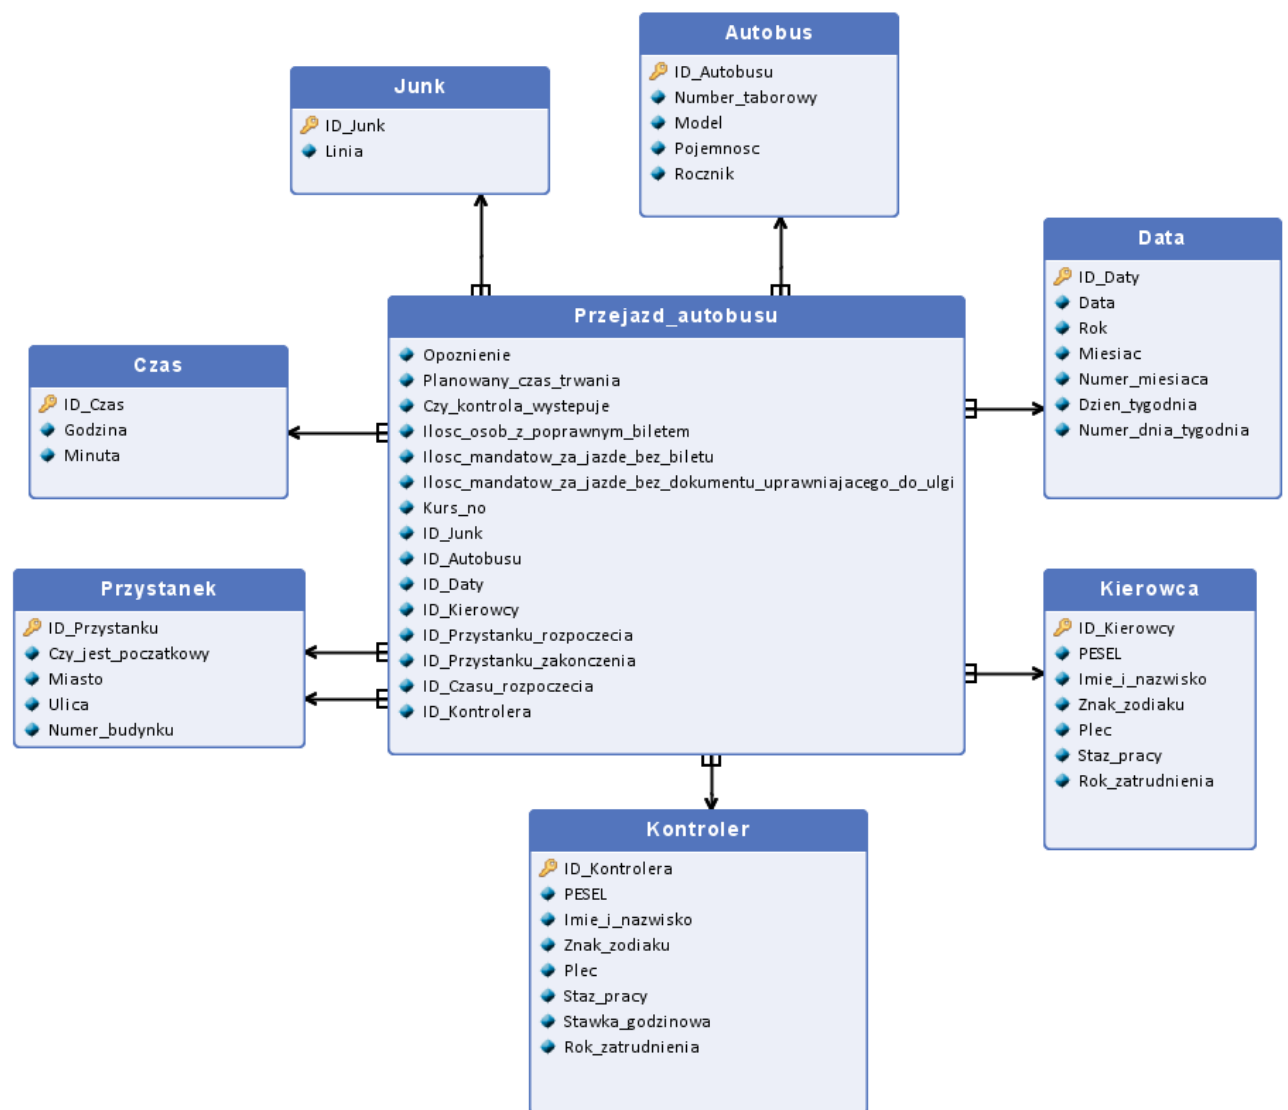 Autobus
ID_Autobusu
Number_taborowy
Model
Pojemnosc
Rocznik
Junk
ID_Junk
Linia
Data
ID_Daty
Data
Rok
Miesiac
Numer_miesiaca
Dzien_tygodnia
Numer_dnia_tygodnia
Przejazd_autobusu
Opoznienie
Planowany_czas_trwania
Czy_kontrola_wystepuje
Ilosc_osob_z_poprawnym_biletem
Ilosc_mandatow_za_jazde_bez_biletu
Ilosc_mandatow_za_jazde_bez_dokumentu_uprawniajacego_do_ulgi
Kurs_no
ID_Junk
ID_Autobusu
ID_Daty
ID_Kierowcy
ID_Przystanku_rozpoczecia
ID_Przystanku_zakonczenia
ID_Czasu_rozpoczecia
ID_Kontrolera
Czas
ID_Czas
Godzina
Minuta
Przystanek
ID_Przystanku
Czy_jest_poczatkowy
Miasto
Ulica
Numer_budynku
Kierowca
ID_Kierowcy
PESEL
Imie_i_nazwisko
Znak_zodiaku
Plec
Staz_pracy
Rok_zatrudnienia
Kontroler
ID_Kontrolera
PESEL
Imie_i_nazwisko
Znak_zodiaku
Plec
Staz_pracy
Stawka_godzinowa
Rok_zatrudnienia